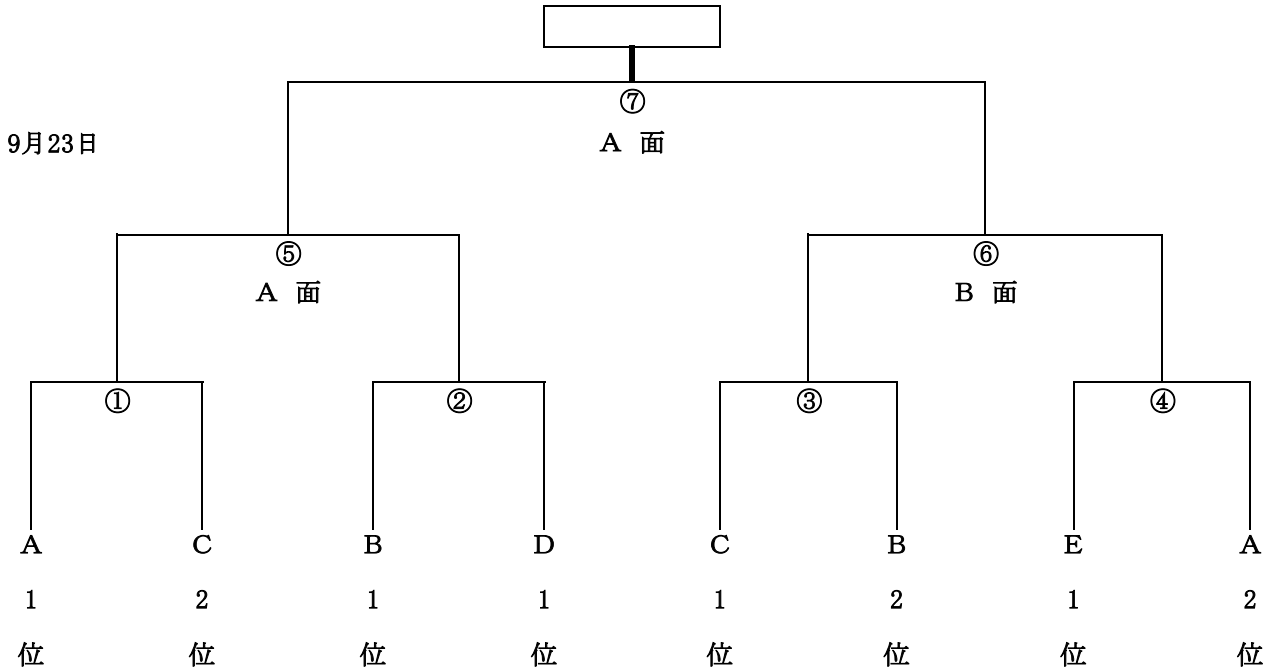 ⑦
9月23日
A 面
⑤ ⑥
A 面 B 面
① ② ③ ④
A C B D C B E A
1 2 1 1 1 2 1 2
位 位 位 位 位 位 位 位